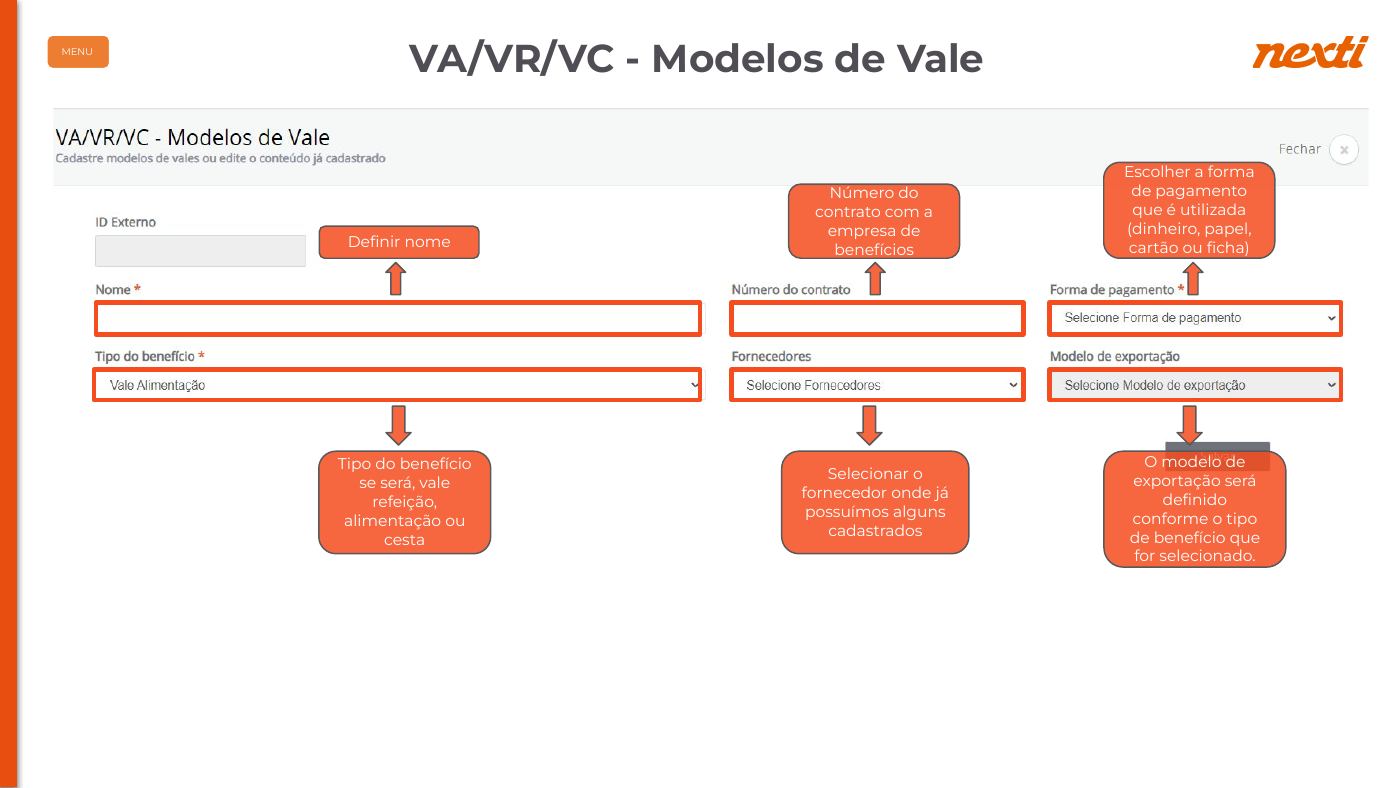 MENU
VA/VR/VC - Modelos de Vale
nexti
VA/VR/VC - Modelos de Vale
Cadastre modelos de vales ou edite o conteúdo já cadastrado
Fechar
ID Externo
Definir nome
Número do
contrato com a
empresa de
benefícios
Escolher a forma
de pagamento
que é utilizada
(dinheiro, papel,
cartão ou ficha)
Nome *
Número do contrato
Forma de pagamento *
Selecione Forma de pagamento
Tipo do benefício *
Fornecedores
Modelo de exportação
Vale Alimentação
Selecione Fornecedores
Selecione Modelo de exportação
Tipo do benefício
se será, vale
refeição,
alimentação ou
cesta
Selecionar o
fornecedor onde já
possuímos alguns
cadastrados
O modelo de
exportação será
definido
conforme o tipo
de benefício que
for selecionado.